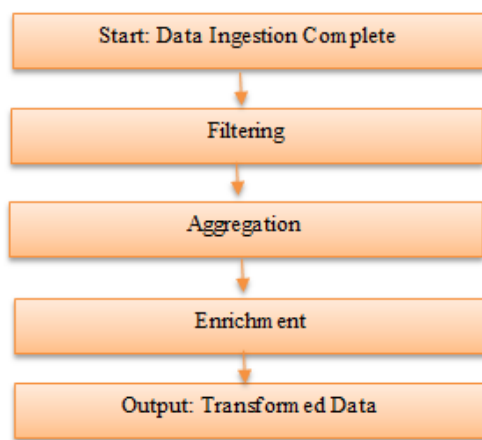 Start: Data Ingestion Complete
Filtering
Aggregation
Enrichment
Output: Transformed Data